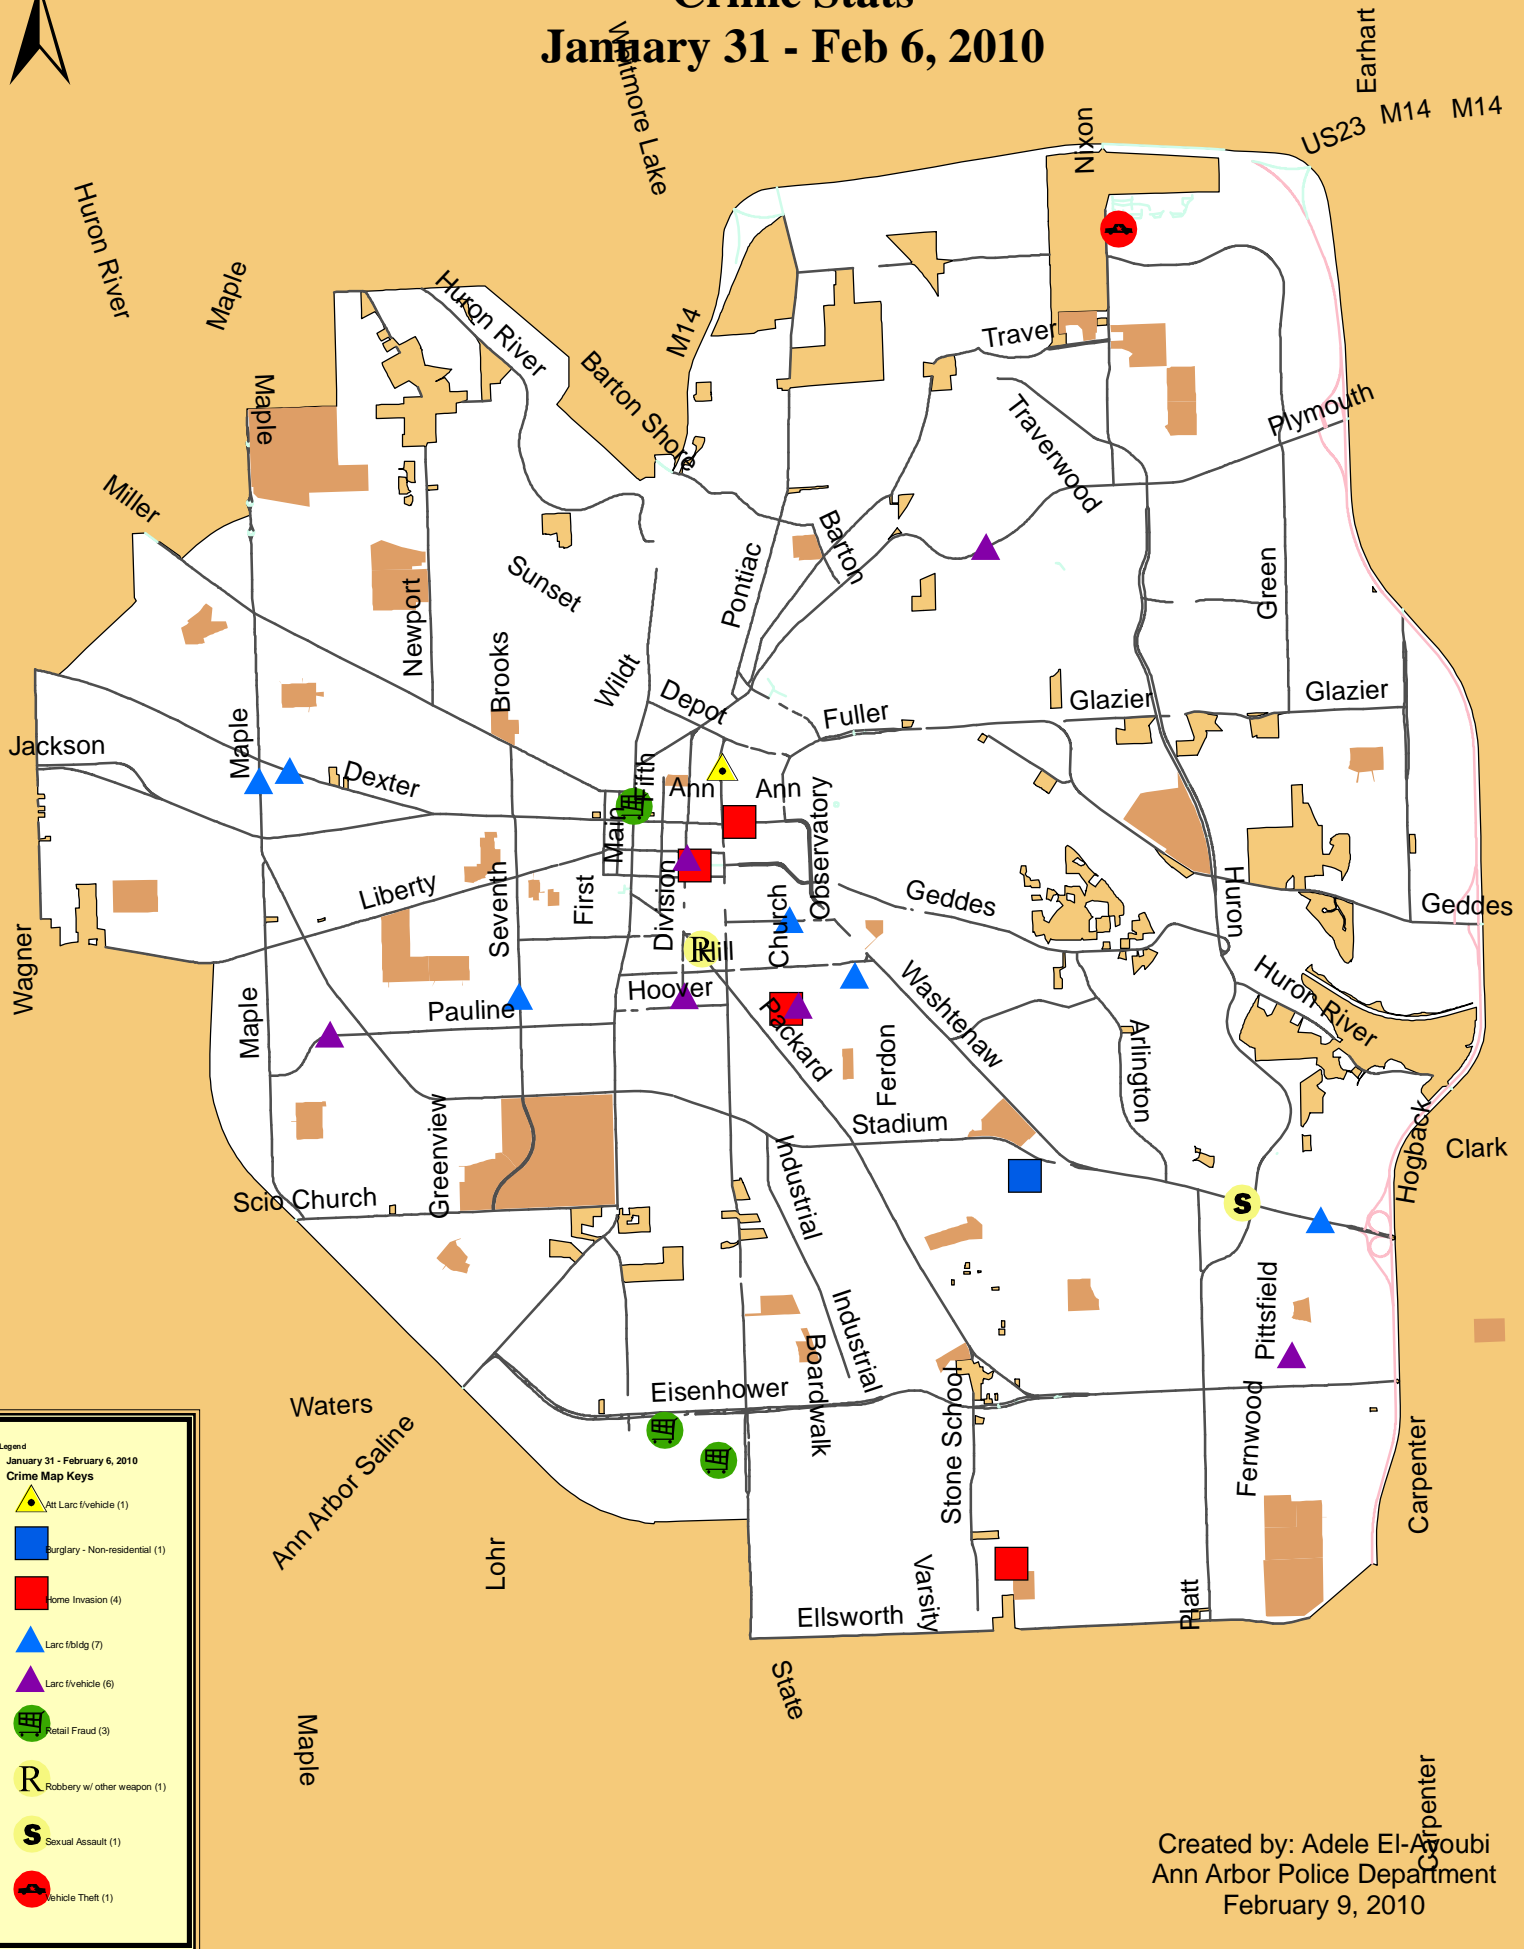 Crime Stats
January 31 - Feb 6, 2010
Whitmore Lake
Earhart
M14
M14
US23
Nixon
Huron River
Maple
Huron River
M14
Barton Shore
Traver
Maple
Traverwood
Plymouth
Miller
Barton
Sunset
Pontiac
Newport
Green
Brooks
Wildt
Depot
Fuller
Glazier
Glazier
Jackson
Maple
Dexter
Fifth
Ann
Ann
Main
Observatory
Liberty
Seventh
First
Division
Church
Geddes
Huron
Geddes
Wagner
Hill
Washtenaw
Huron River
Maple
Pauline
Hoover
Packard
Ferdon
Arlington
Greenview
Stadium
Hogback
Clark
Scio Church
Industrial
Industrial
Pittsfield
Boardwalk
Eisenhower
Waters
Ann Arbor Saline
Stone School
Fernwood
Carpenter
Lohr
Varsity
Ellsworth
Platt
State
Maple
Carpenter
Legend
January 31 - February 6, 2010
Crime Map Keys
Att Larc f/vehicle (1)
Burglary - Non-residential (1)
Home Invasion (4)
Larc f/bldg (7)
Larc f/vehicle (6)
Retail Fraud (3)
R Robbery w/ other weapon (1)
S Sexual Assault (1)
Vehicle Theft (1)
R
S
Created by: Adele El-Ayoubi
Ann Arbor Police Department
February 9, 2010